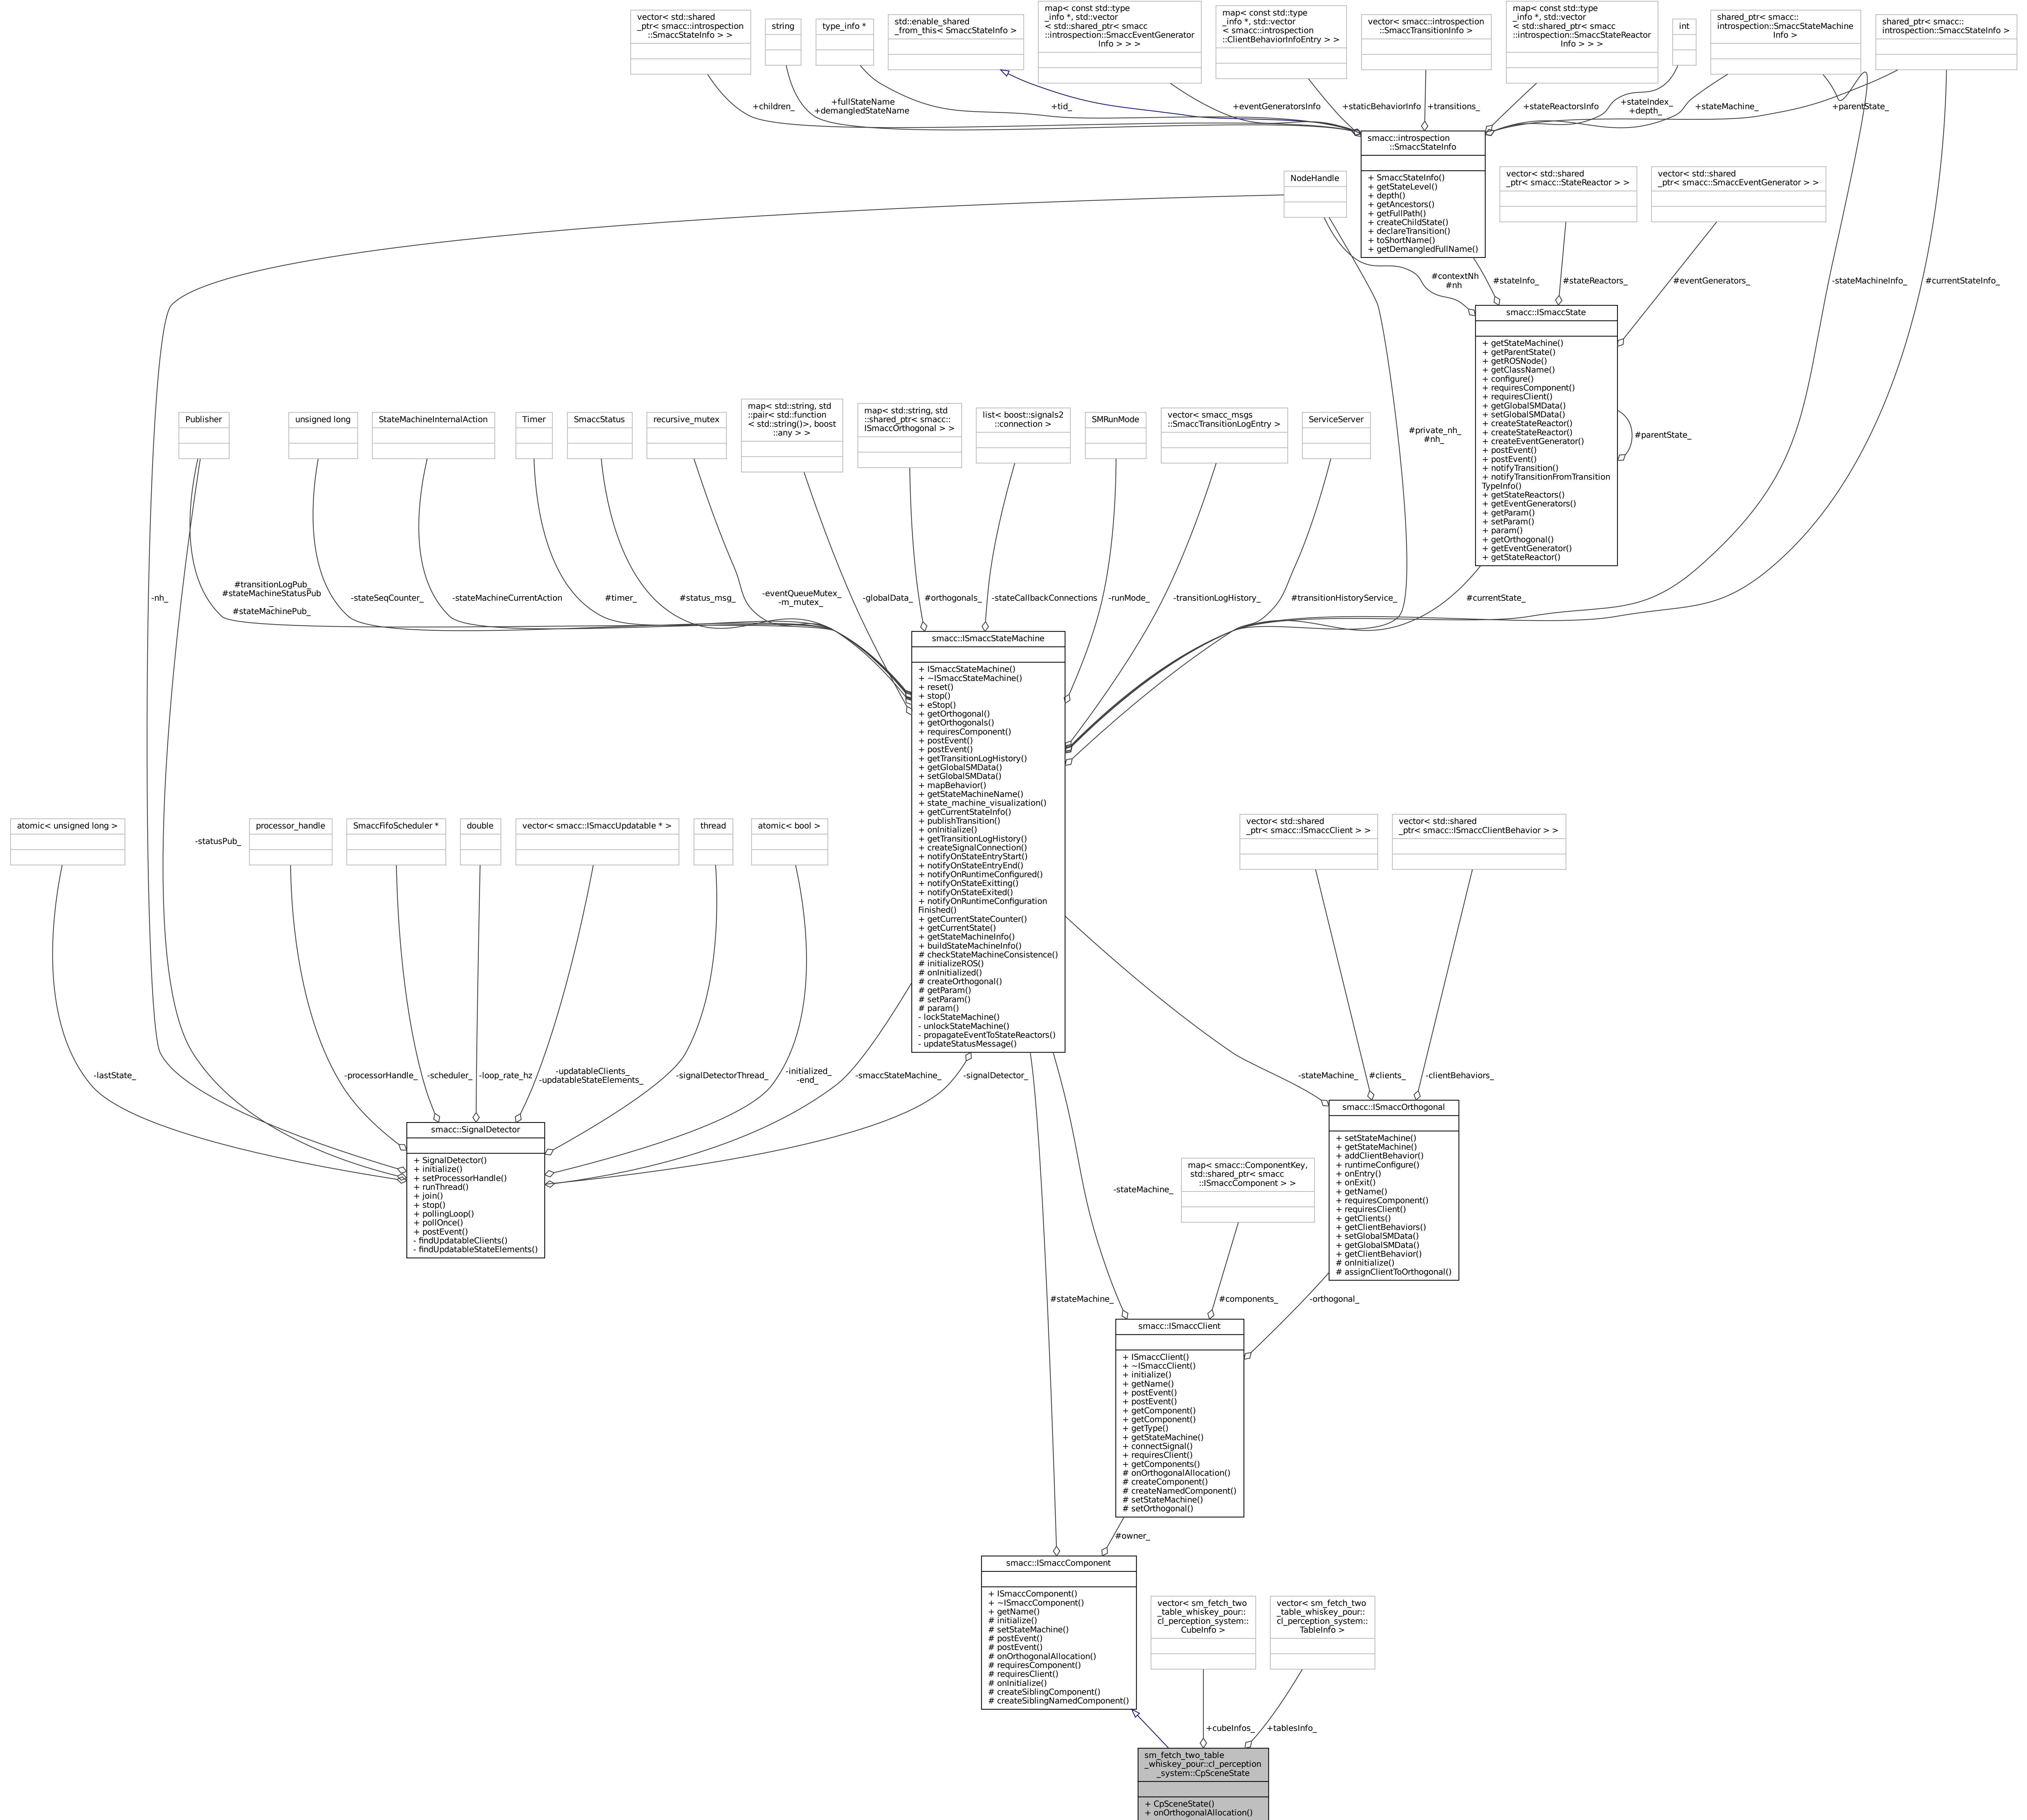 vector< std::shared
_ptr< smacc::introspection
::SmaccStateInfo > >
string
type_info *
std::enable_shared
_from_this< SmaccStateInfo >
map< const std::type
_info *, std::vector
< std::shared_ptr< smacc
::introspection::SmaccEventGenerator
Info > > >
map< const std::type
_info *, std::vector
< smacc::introspection
::ClientBehaviorInfoEntry > >
vector< smacc::introspection
::SmaccTransitionInfo >
map< const std::type
_info *, std::vector
< std::shared_ptr< smacc
::introspection::SmaccStateReactor
Info > > >
int
shared_ptr< smacc::
introspection::SmaccStateMachine
Info >
shared_ptr< smacc::
introspection::SmaccStateInfo >
+children_
+fullStateName
+demangledStateName
+tid_
+eventGeneratorsInfo
+staticBehaviorInfo
+transitions_
+stateReactorsInfo
+stateIndex_
+depth_
+stateMachine_
+parentState_
smacc::introspection
::SmaccStateInfo
+ SmaccStateInfo()
+ getStateLevel()
+ depth()
+ getAncestors()
+ getFullPath()
+ createChildState()
+ declareTransition()
+ toShortName()
+ getDemangledFullName()
NodeHandle
vector< std::shared
_ptr< smacc::StateReactor > >
vector< std::shared
_ptr< smacc::SmaccEventGenerator > >
#contextNh
#nh
#stateInfo_
#stateReactors_
#eventGenerators_
-stateMachineInfo_
#currentStateInfo_
smacc::ISmaccState
+ getStateMachine()
+ getParentState()
+ getROSNode()
+ getClassName()
+ configure()
+ requiresComponent()
+ requiresClient()
+ getGlobalSMData()
+ setGlobalSMData()
+ createStateReactor()
+ createStateReactor()
+ createEventGenerator()
+ postEvent()
+ postEvent()
+ notifyTransition()
+ notifyTransitionFromTransition
TypeInfo()
+ getStateReactors()
+ getEventGenerators()
+ getParam()
+ setParam()
+ param()
+ getOrthogonal()
+ getEventGenerator()
+ getStateReactor()
#parentState_
Publisher
unsigned long
StateMachineInternalAction
Timer
SmaccStatus
recursive_mutex
map< std::string, std
::pair< std::function
< std::string()>, boost
::any > >
map< std::string, std
::shared_ptr< smacc::
ISmaccOrthogonal > >
list< boost::signals2
::connection >
SMRunMode
vector< smacc_msgs
::SmaccTransitionLogEntry >
ServiceServer
#private_nh_
#nh_
-nh_
#transitionLogPub_
#stateMachineStatusPub
_
#stateMachinePub_
-stateSeqCounter_
-stateMachineCurrentAction
#timer_
#status_msg_
-eventQueueMutex_
-m_mutex_
-globalData_
#orthogonals_
-stateCallbackConnections
-runMode_
-transitionLogHistory_
#transitionHistoryService_
#currentState_
smacc::ISmaccStateMachine
+ ISmaccStateMachine()
+ ~ISmaccStateMachine()
+ reset()
+ stop()
+ eStop()
+ getOrthogonal()
+ getOrthogonals()
+ requiresComponent()
+ postEvent()
+ postEvent()
+ getTransitionLogHistory()
+ getGlobalSMData()
+ setGlobalSMData()
+ mapBehavior()
+ getStateMachineName()
+ state_machine_visualization()
+ getCurrentStateInfo()
+ publishTransition()
+ onInitialize()
+ getTransitionLogHistory()
+ createSignalConnection()
+ notifyOnStateEntryStart()
+ notifyOnStateEntryEnd()
+ notifyOnRuntimeConfigured()
+ notifyOnStateExitting()
+ notifyOnStateExited()
+ notifyOnRuntimeConfiguration
Finished()
+ getCurrentStateCounter()
+ getCurrentState()
+ getStateMachineInfo()
+ buildStateMachineInfo()
# checkStateMachineConsistence()
# initializeROS()
# onInitialized()
# createOrthogonal()
# getParam()
# setParam()
# param()
- lockStateMachine()
- unlockStateMachine()
- propagateEventToStateReactors()
- updateStatusMessage()
atomic< unsigned long >
-statusPub_
processor_handle
SmaccFifoScheduler *
double
vector< smacc::ISmaccUpdatable * >
thread
atomic< bool >
vector< std::shared
_ptr< smacc::ISmaccClient > >
vector< std::shared
_ptr< smacc::ISmaccClientBehavior > >
-lastState_
-processorHandle_
-scheduler_
-loop_rate_hz
-updatableClients_
-updatableStateElements_
-signalDetectorThread_
-initialized_
-end_
-smaccStateMachine_
-signalDetector_
-stateMachine_
#clients_
-clientBehaviors_
smacc::SignalDetector
+ SignalDetector()
+ initialize()
+ setProcessorHandle()
+ runThread()
+ join()
+ stop()
+ pollingLoop()
+ pollOnce()
+ postEvent()
- findUpdatableClients()
- findUpdatableStateElements()
smacc::ISmaccOrthogonal
+ setStateMachine()
+ getStateMachine()
+ addClientBehavior()
+ runtimeConfigure()
+ onEntry()
+ onExit()
+ getName()
+ requiresComponent()
+ requiresClient()
+ getClients()
+ getClientBehaviors()
+ setGlobalSMData()
+ getGlobalSMData()
+ getClientBehavior()
# onInitialize()
# assignClientToOrthogonal()
-stateMachine_
map< smacc::ComponentKey,
std::shared_ptr< smacc
::ISmaccComponent > >
#stateMachine_
#components_
-orthogonal_
smacc::ISmaccClient
+ ISmaccClient()
+ ~ISmaccClient()
+ initialize()
+ getName()
+ postEvent()
+ postEvent()
+ getComponent()
+ getComponent()
+ getType()
+ getStateMachine()
+ connectSignal()
+ requiresClient()
+ getComponents()
# onOrthogonalAllocation()
# createComponent()
# createNamedComponent()
# setStateMachine()
# setOrthogonal()
#owner_
smacc::ISmaccComponent
+ ISmaccComponent()
+ ~ISmaccComponent()
+ getName()
# initialize()
# setStateMachine()
# postEvent()
# postEvent()
# onOrthogonalAllocation()
# requiresComponent()
# requiresClient()
# onInitialize()
# createSiblingComponent()
# createSiblingNamedComponent()
vector< sm_fetch_two
_table_whiskey_pour::
cl_perception_system::
CubeInfo >
vector< sm_fetch_two
_table_whiskey_pour::
cl_perception_system::
TableInfo >
+cubeInfos_
+tablesInfo_
sm_fetch_two_table
_whiskey_pour::cl_perception
_system::CpSceneState
+ CpSceneState()
+ onOrthogonalAllocation()